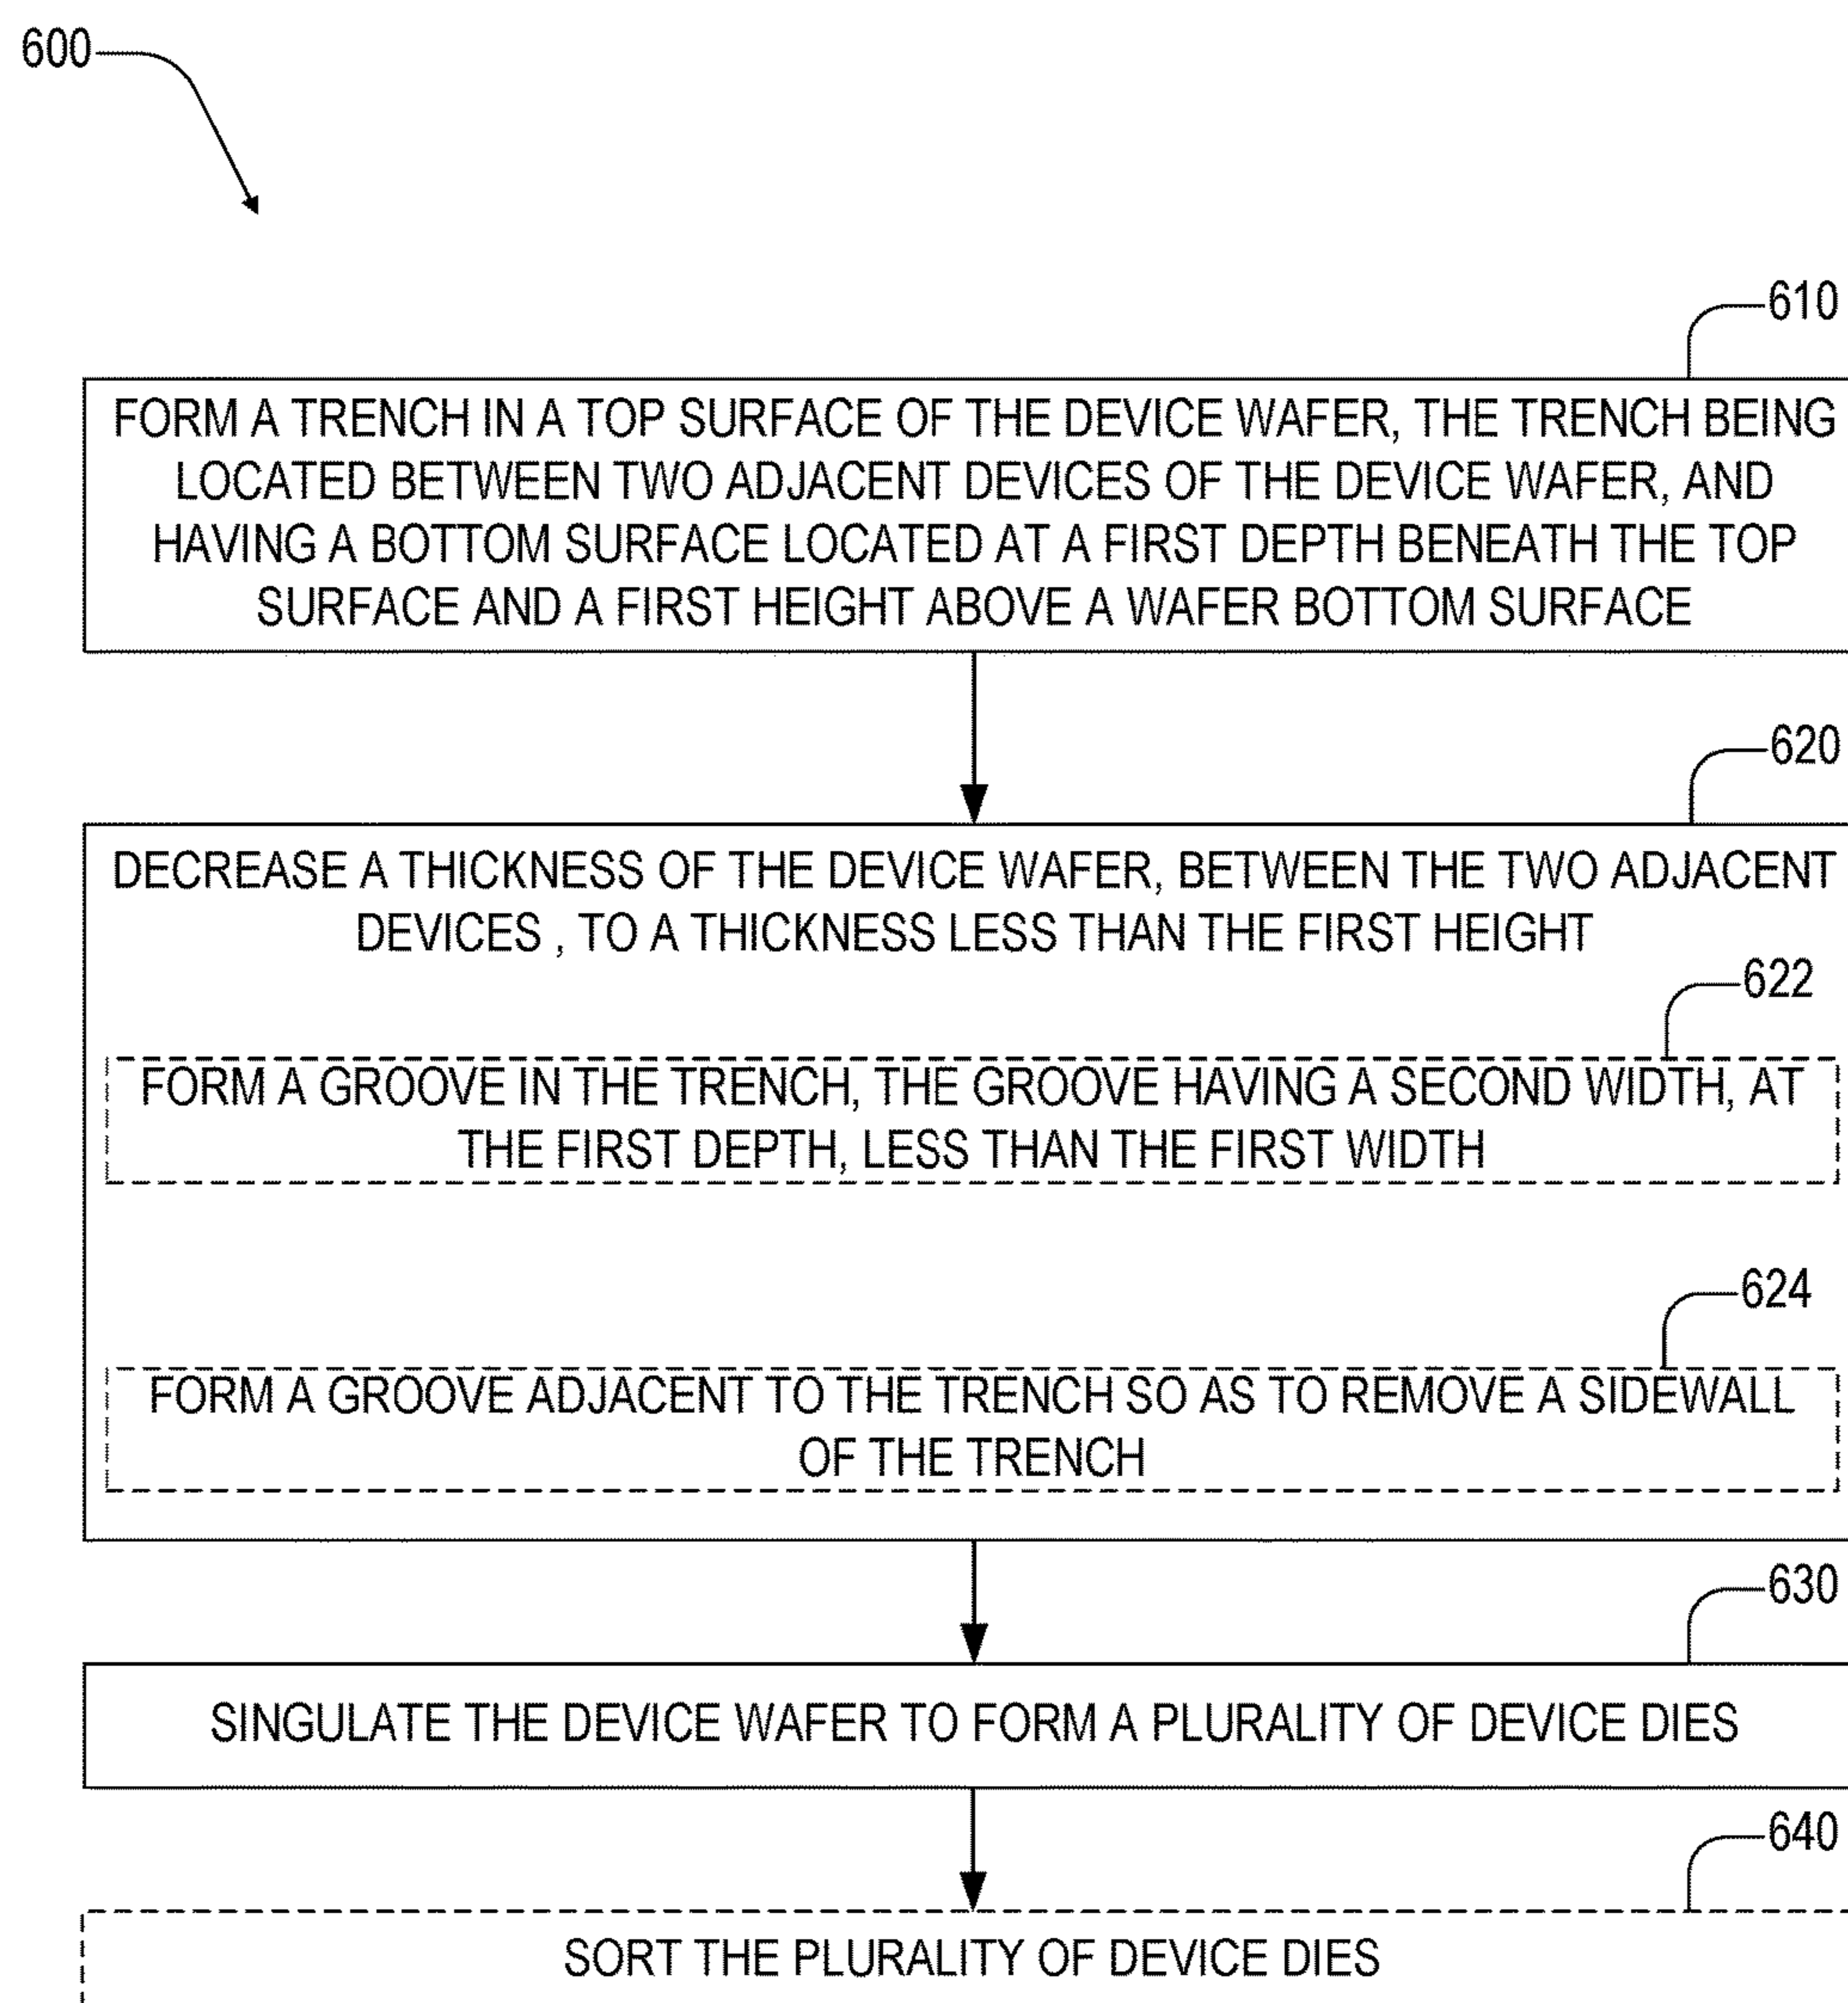 600
610
FORM A TRENCH IN A TOP SURFACE OF THE DEVICE WAFER, THE TRENCH BEING
LOCATED BETWEEN TWO ADJACENT DEVICES OF THE DEVICE WAFER, AND
HAVING A BOTTOM SURFACE LOCATED AT A FIRST DEPTH BENEATH THE TOP
SURFACE AND A FIRST HEIGHT ABOVE A WAFER BOTTOM SURFACE
620
DECREASE A THICKNESS OF THE DEVICE WAFER, BETWEEN THE TWO ADJACENT
DEVICES , TO A THICKNESS LESS THAN THE FIRST HEIGHT
622
FORM A GROOVE IN THE TRENCH, THE GROOVE HAVING A SECOND WIDTH, AT
THE FIRST DEPTH, LESS THAN THE FIRST WIDTH
624
FORM A GROOVE ADJACENT TO THE TRENCH SO AS TO REMOVE A SIDEWALL
OF THE TRENCH
630
SINGULATE THE DEVICE WAFER TO FORM A PLURALITY OF DEVICE DIES
640
SORT THE PLURALITY OF DEVICE DIES